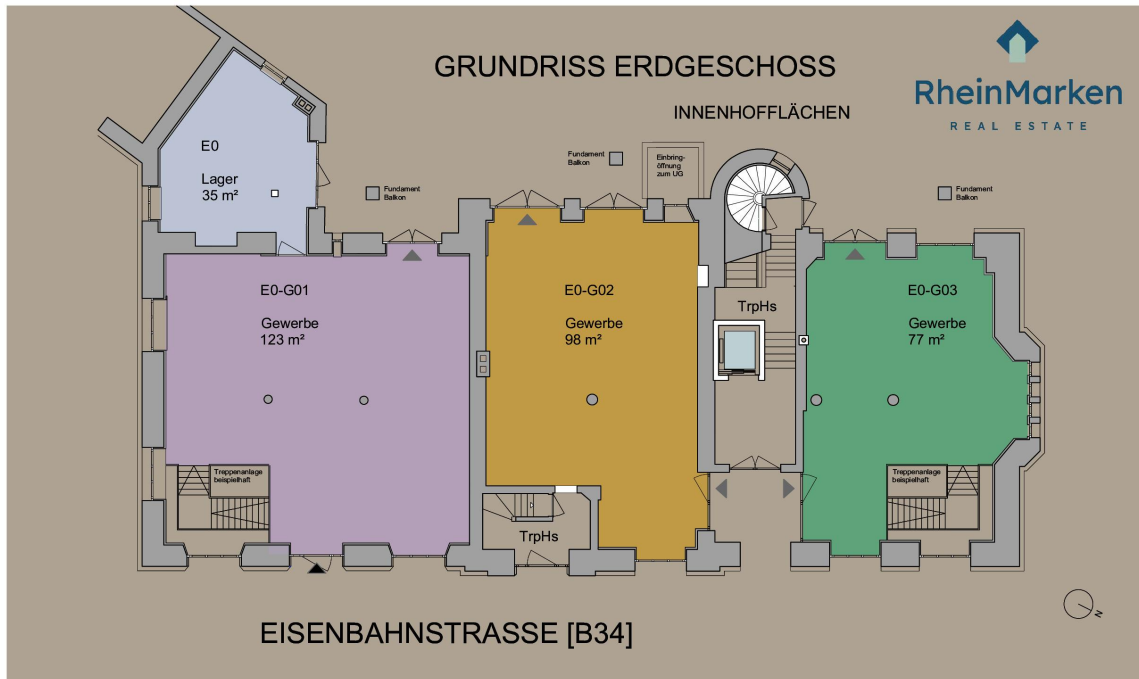 GRUNDRISS ERDGESCHOSS
INNENHOFFLÄCHEN
RheinMarken
REAL ESTATE
E0
Lager
35 m²
Fundament
Balkon
Fundament
Balkon
Einbring-
öffnung
zum UG
Fundament
Balkon
E0-G01
Gewerbe
123 m²
E0-G02
Gewerbe
98 m²
TrpHs
E0-G03
Gewerbe
77 m²
Treppenanlage
beispielhaft
TrpHs
Treppenanlage
beispielhaft
N
EISENBAHNSTRASSE [B34]